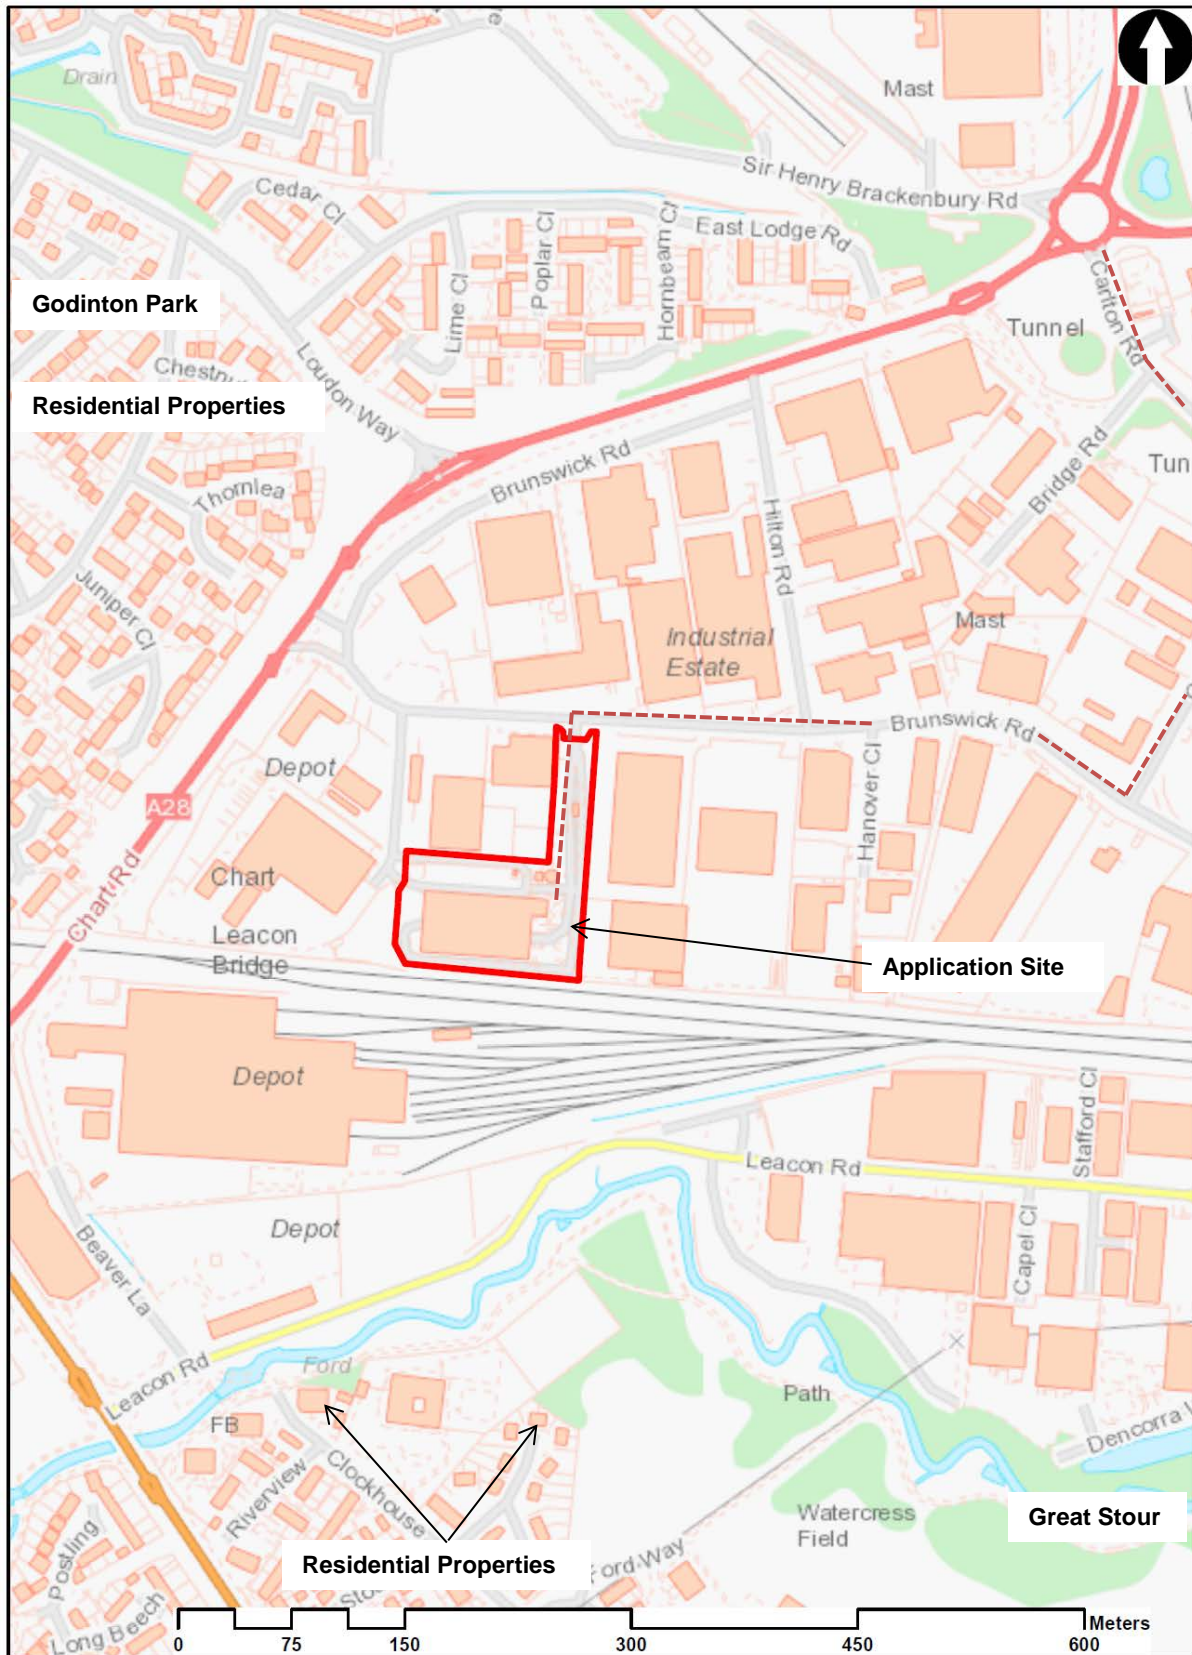 Drain
Mast
Sir Henry Brackenbury Rd
Cedar Cl
East Lodge Rd
Lime Cl
Poplar Cl
Hornbeam Cl
Carlton Rd
Godinton Park
Tunnel
Loudon Way
Residential Properties
Brunswick Rd
Bridge Rd
Thornlea
Hilton Rd
Juniper Cl
Mast
Industrial
Estate
Brunswick Rd
Depot
A28
Hanover Cl
Chart Rd
Chart
Leacon
Bridge
Application Site
Depot
Stafford Cl
Leacon Rd
Depot
Capel Cl
Beaver La
Leacon Rd
Ford
Path
FB
Riverview
Clockhouse
Watercress
Field
Great Stour
Postling
Residential Properties
Ford Way
Long Beech
Meters
0
75
150
300
450
600